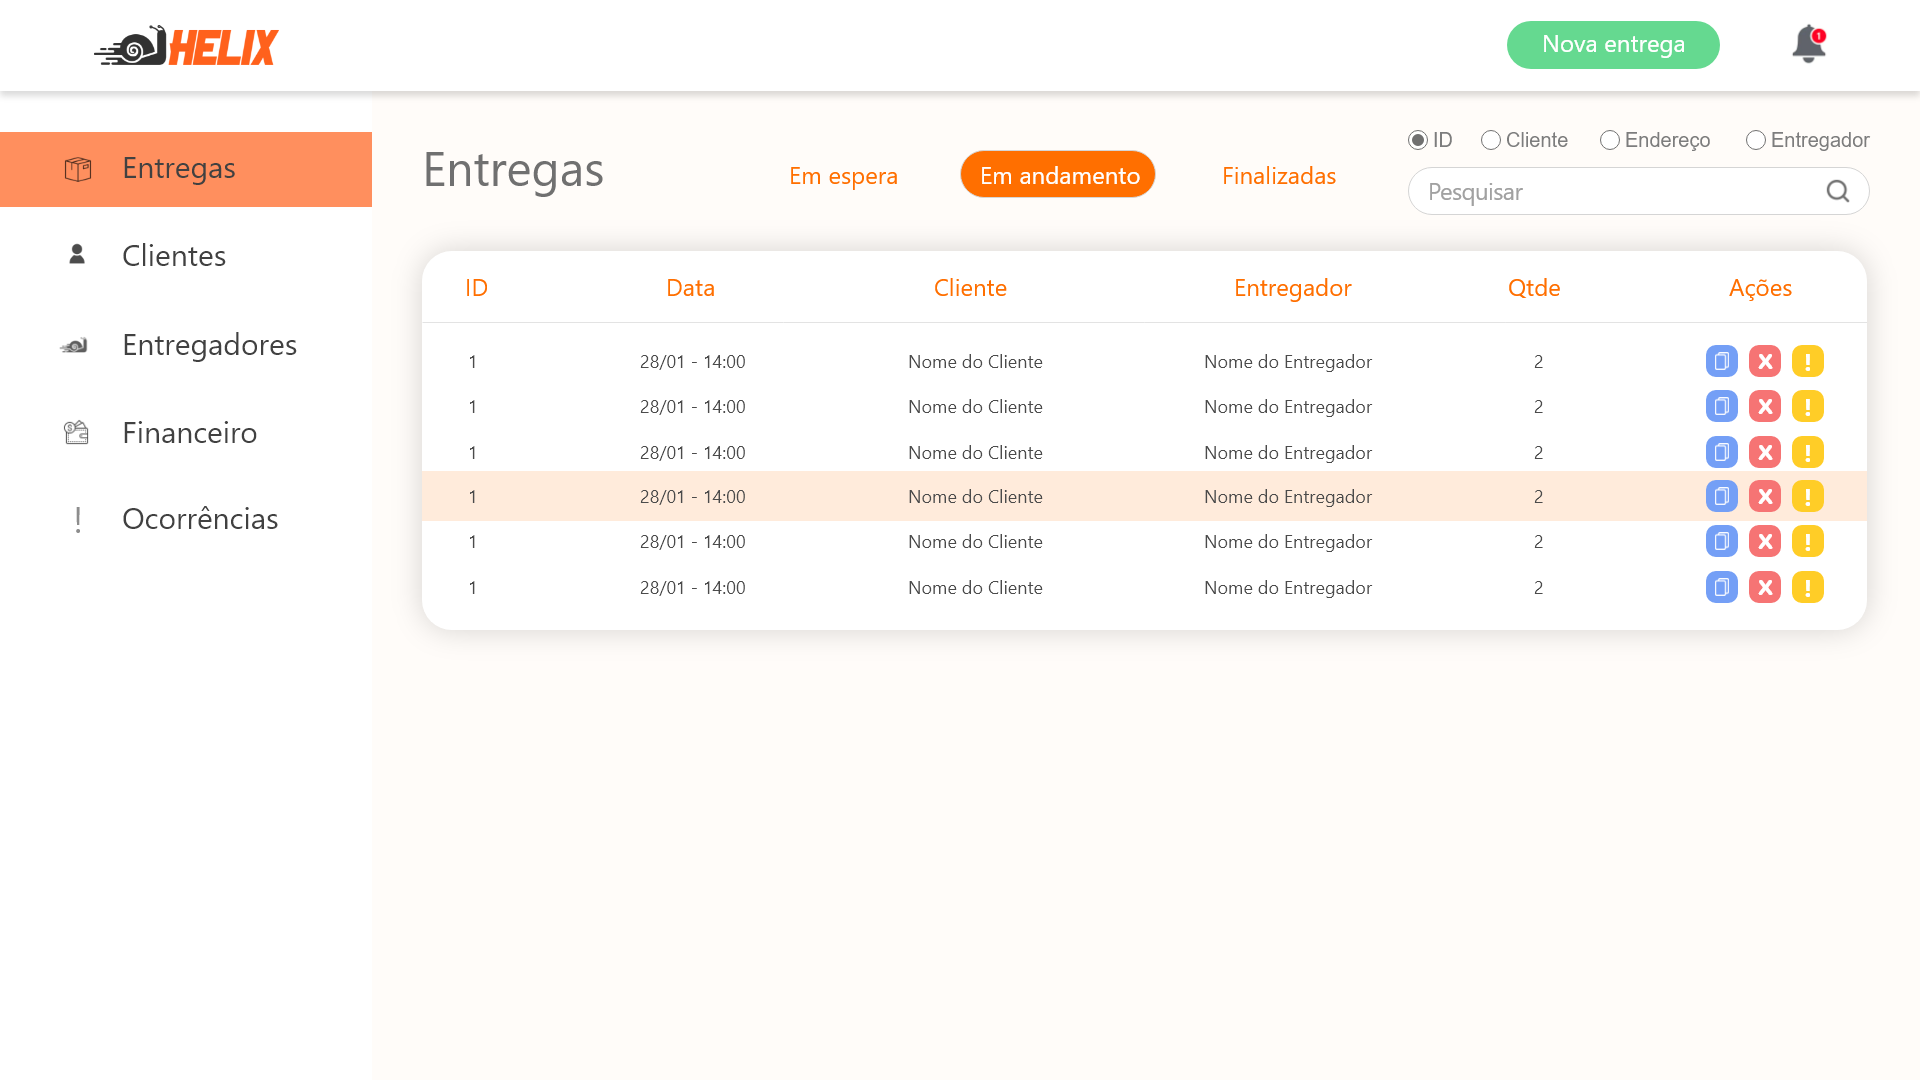 HELIX
Nova entrega
1
Entregas
Clientes
Entregadores
Financeiro
Ocorrências
Entregas
Em espera
Em andamento
Finalizadas
ID Cliente Endereço Entregador
Pesquisar
ID Data Cliente Entregador Qtde Ações
1 28/01 - 14:00 Nome do Cliente Nome do Entregador 2
1 28/01 - 14:00 Nome do Cliente Nome do Entregador 2
1 28/01 - 14:00 Nome do Cliente Nome do Entregador 2
1 28/01 - 14:00 Nome do Cliente Nome do Entregador 2
1 28/01 - 14:00 Nome do Cliente Nome do Entregador 2
1 28/01 - 14:00 Nome do Cliente Nome do Entregador 2